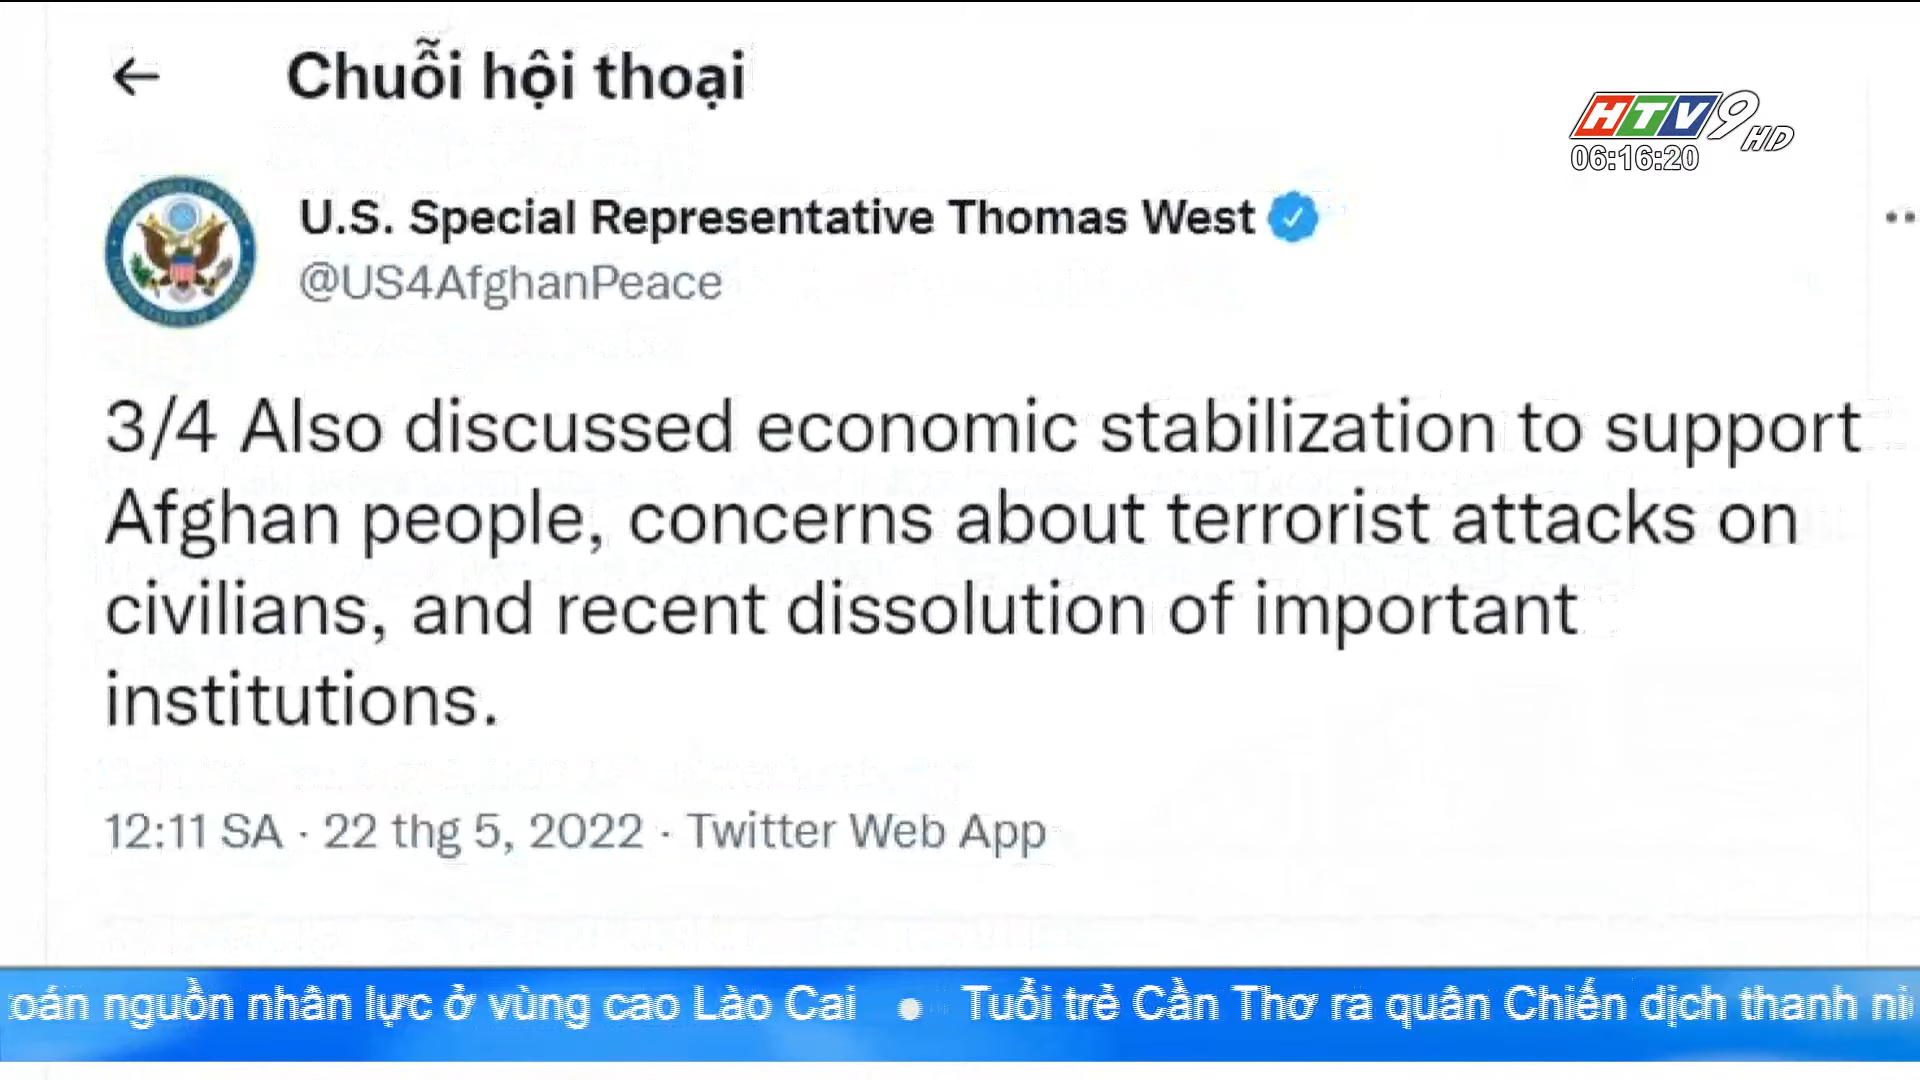 Chuỗi hội thoại
HTV9 HD
06:16:20
U.S. Special Representative Thomas West
@US4AfghanPeace
3/4 Also discussed economic stabilization to support
Afghan people, concerns about terrorist attacks on
civilians, and recent dissolution of important
institutions.
12:11 SA · 22 thg 5, 2022 · Twitter Web App
oán nguồn nhân lực ở vùng cao Lào Cai • Tuổi trẻ Cần Thơ ra quân Chiến dịch thanh ni